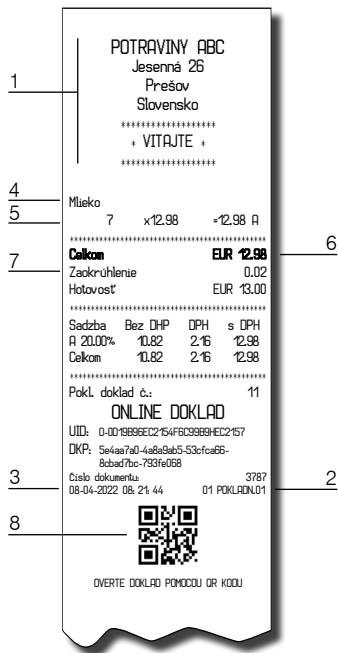 POTRAVINY ABC
1
Jesenná 26
Prešov
Slovensko
*******************
* VITAJTE *
*******************
4
Mlieko
5
7 x12.98 =12.98 A
6
Celkom EUR 12.98
7
Zaokrúhlenie 0.02
Hotovosť EUR 13.00
Sadzba Bez DHP DPH s DPH
A 20.00% 10.82 2.16 12.98
Celkom 10.82 2.16 12.98
Pokl. doklad č.: 11
ONLINE DOKLAD
UID: O-0D19B96EC2154F6C99B9HEC2157
DKP: 5e4aa7a0-4a8a9ab5-53cfca66-
8cbad7bc-793fe068
3
Číslo dokumentu: 3787
2
08-04-2022 08:21:44 01 POKLADN.01
8
OVERTE DOKLAD POMOCOU QR KODU